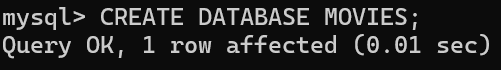 mysql> CREATE DATABASE MOVIES;
Query OK, 1 row affected (0.01 sec)